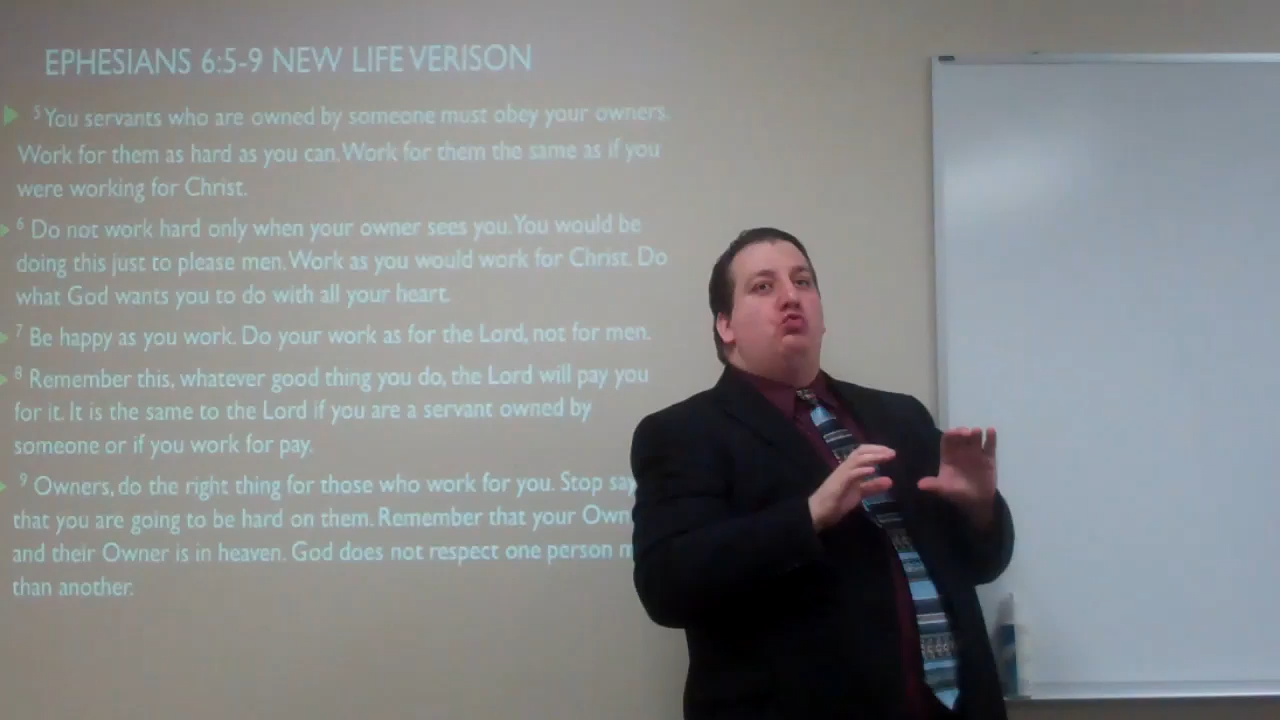 EPHESIANS 6:5-9 NEW LIFE VERISON
5 You servants who are owned by someone must obey your owners.
Work for them as hard as you can. Work for them the same as if you
were working for Christ.
6 Do not work hard only when your owner sees you. You would be
doing this just to please men. Work as you would work for Christ. Do
what God wants you to do with all your heart.
7 Be happy as you work. Do your work as for the Lord, not for men.
8 Remember this, whatever good thing you do, the Lord will pay you
for it. It is the same to the Lord if you are a servant owned by
someone or if you work for pay.
9 Owners, do the right thing for those who work for you. Stop
that you are going to be hard on them. Remember that your
and their Owner is in heaven. God does not respect one person
than another.